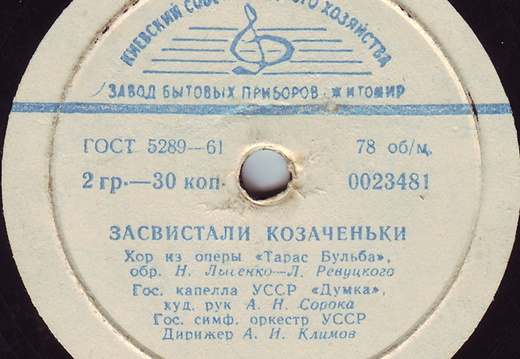 КИЕВСКИЙ ХОЗЯЙСТВА
ЗАВОД БЫТОВЫХ ПРИБОРОВ - ЖИТОМИР
ГОСТ 5289—61
78 об/м.
2 гр.—30 коп.
0023481
ЗАСВИСТАЛИ КОЗАЧЕНЬКИ
Хор из оперы «Тарас Бульба»,
обр. Н. Лысенко—Л. Ревуцкого
Гос. капелла УССР «Думка»,
худ. рук А. Н. Сорока
Гос. симф. оркестр УССР
Дирижер А. И. Климов